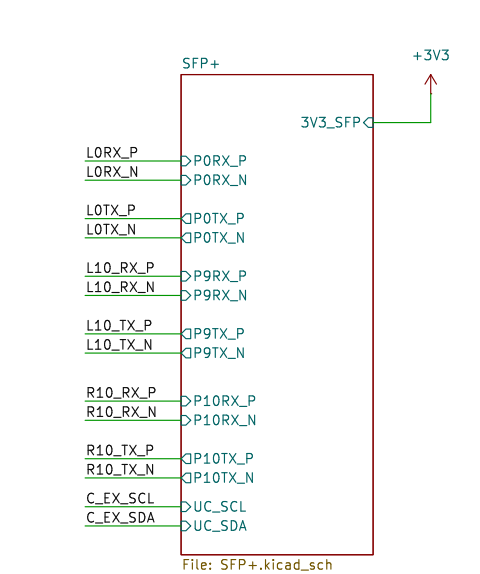 +3V3
SFP+
3V3_SFP
L0RX_P
P0RX_P
L0RX_N
P0RX_N
L0TX_P
P0TX_P
L0TX_N
P0TX_N
L10_RX_P
P9RX_P
L10_RX_N
P9RX_N
L10_TX_P
P9TX_P
L10_TX_N
P9TX_N
R10_RX_P
P10RX_P
R10_RX_N
P10RX_N
R10_TX_P
P10TX_P
R10_TX_N
P10TX_N
C_EX_SCL
UC_SCL
C_EX_SDA
UC_SDA
File: SFP+.kicad_sch